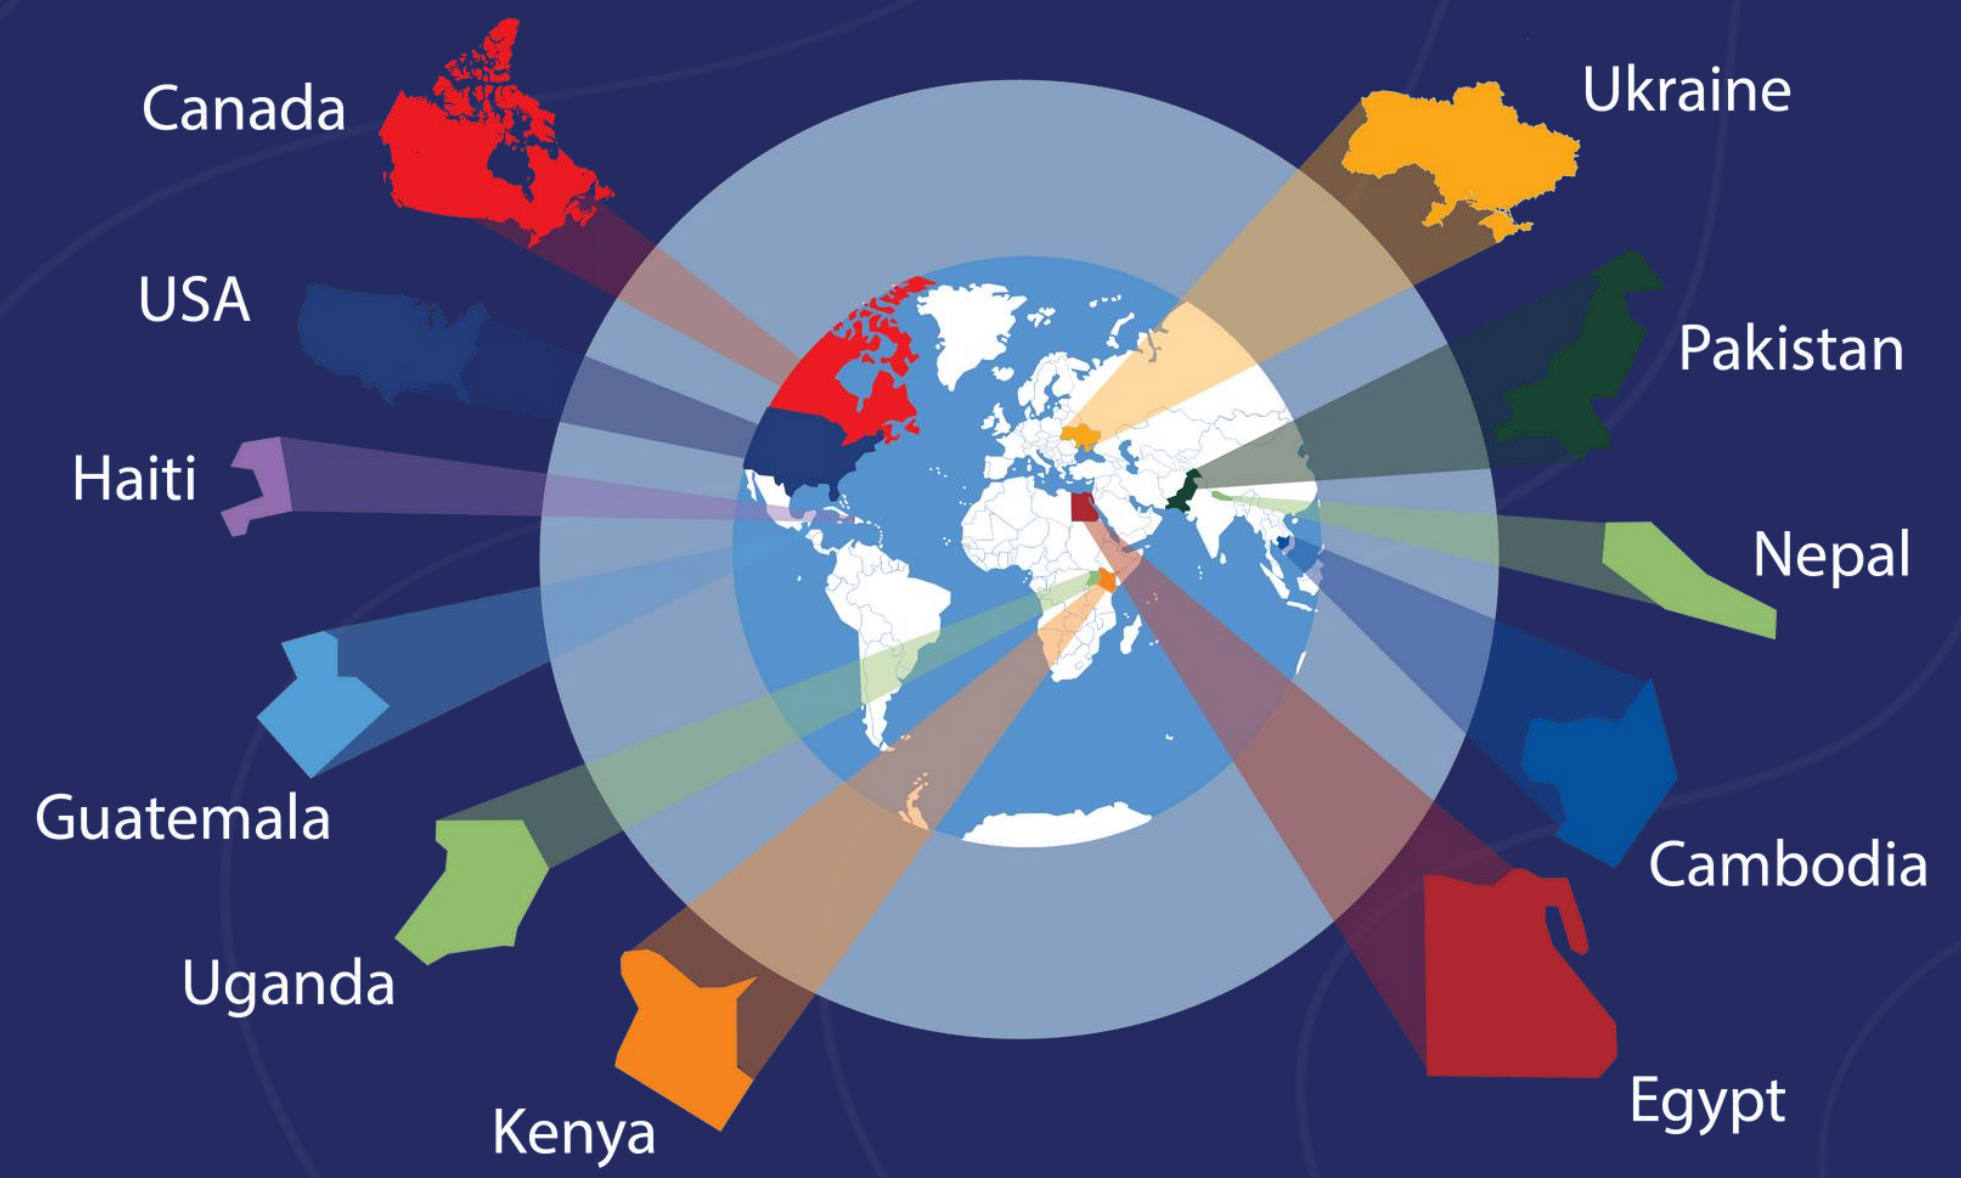 Canada
USA
Haiti
Guatemala
Uganda
Kenya
Ukraine
Pakistan
Nepal
Cambodia
Egypt